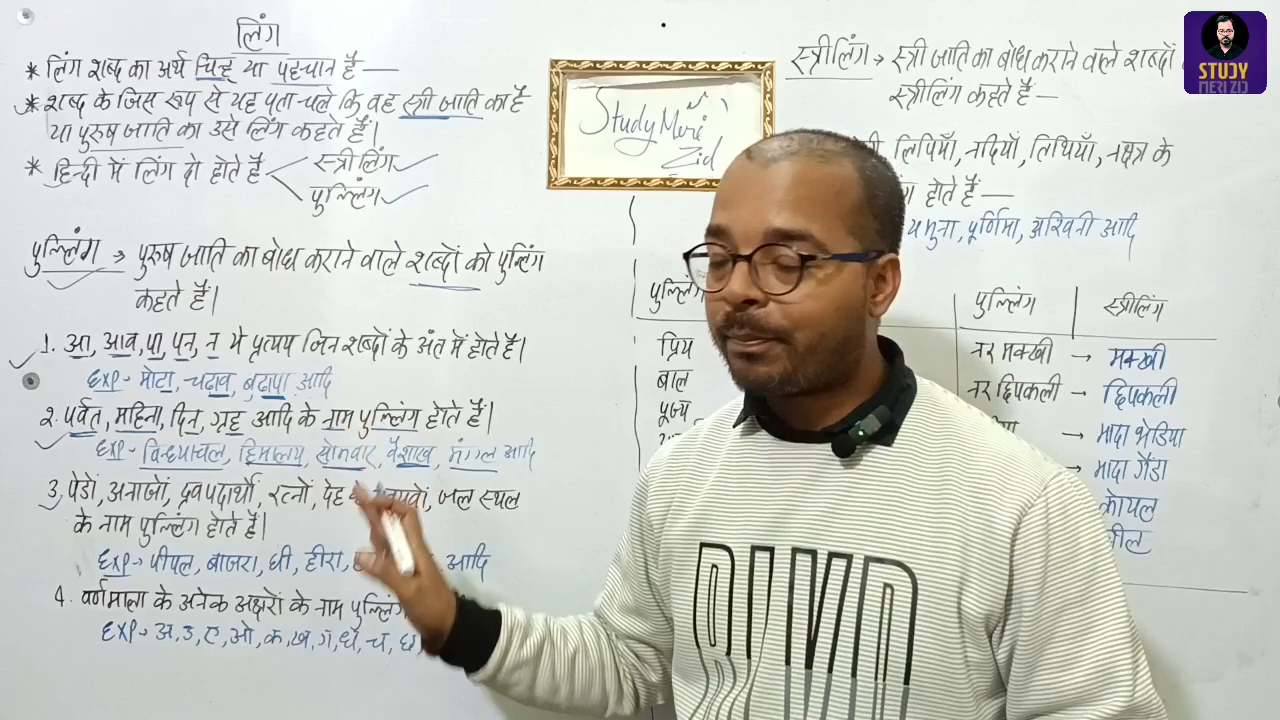 लिंग
* लिंग शब्द का अर्थ चिन्ह या पहचान है —
* शब्द के जिस रूप से यह पता चले कि वह स्त्री जाति का है
या पुरुष जाति का उसे लिंग कहते हैं।
* हिन्दी में लिंग दो होते है
स्त्रीलिंग
पुल्लिंग
पुल्लिंग → पुरुष जाति का बोध कराने वाले शब्दों को पुल्लिंग
कहते हैं।
1. आ, आव, पा, पन, न ये प्रत्यय जिन शब्दों के अंत में होते हैं।
Exp - मोटा, चढाव, बुढापा आदि
2. पर्वत, महिना, दिन, गृह आदि के नाम पुल्लिंग होते हैं।
Exp - विन्ध्याचल, हिमालय, सोमवार, वैशाख, मंगल आदि
3. पेडों, अनाजों, द्रव पदार्थों, रत्नों, देह के, जल स्थल
के नाम पुल्लिंग होते हैं।
Exp → पीपल, बाजरा, घी, हीरा, आदि
4. वर्णमाला के अनेक अक्षरों के नाम पुल्लिंग
Exp → अ, उ, ए, ओ, क, ख, ग, घ, च, छ,
Study Meri
Zid
स्त्रीलिंग → स्त्री जाति का बोध कराने वाले शब्दों
स्त्रीलिंग कहते है —
लिपियाँ, नदियाँ, तिथियाँ, नक्षत्र के
होते हैं —
यमुना, पूर्णिमा, अश्विनी आदि
पुल्लिंग
प्रिय
बाल
पूज्य
पुल्लिंग स्त्रीलिंग
नर मक्खी → मक्खी
नर छिपकली → छिपकली
→ मादा भेडिया
→ मादा गैंडा
कोयल
STUDY
MERI ZID